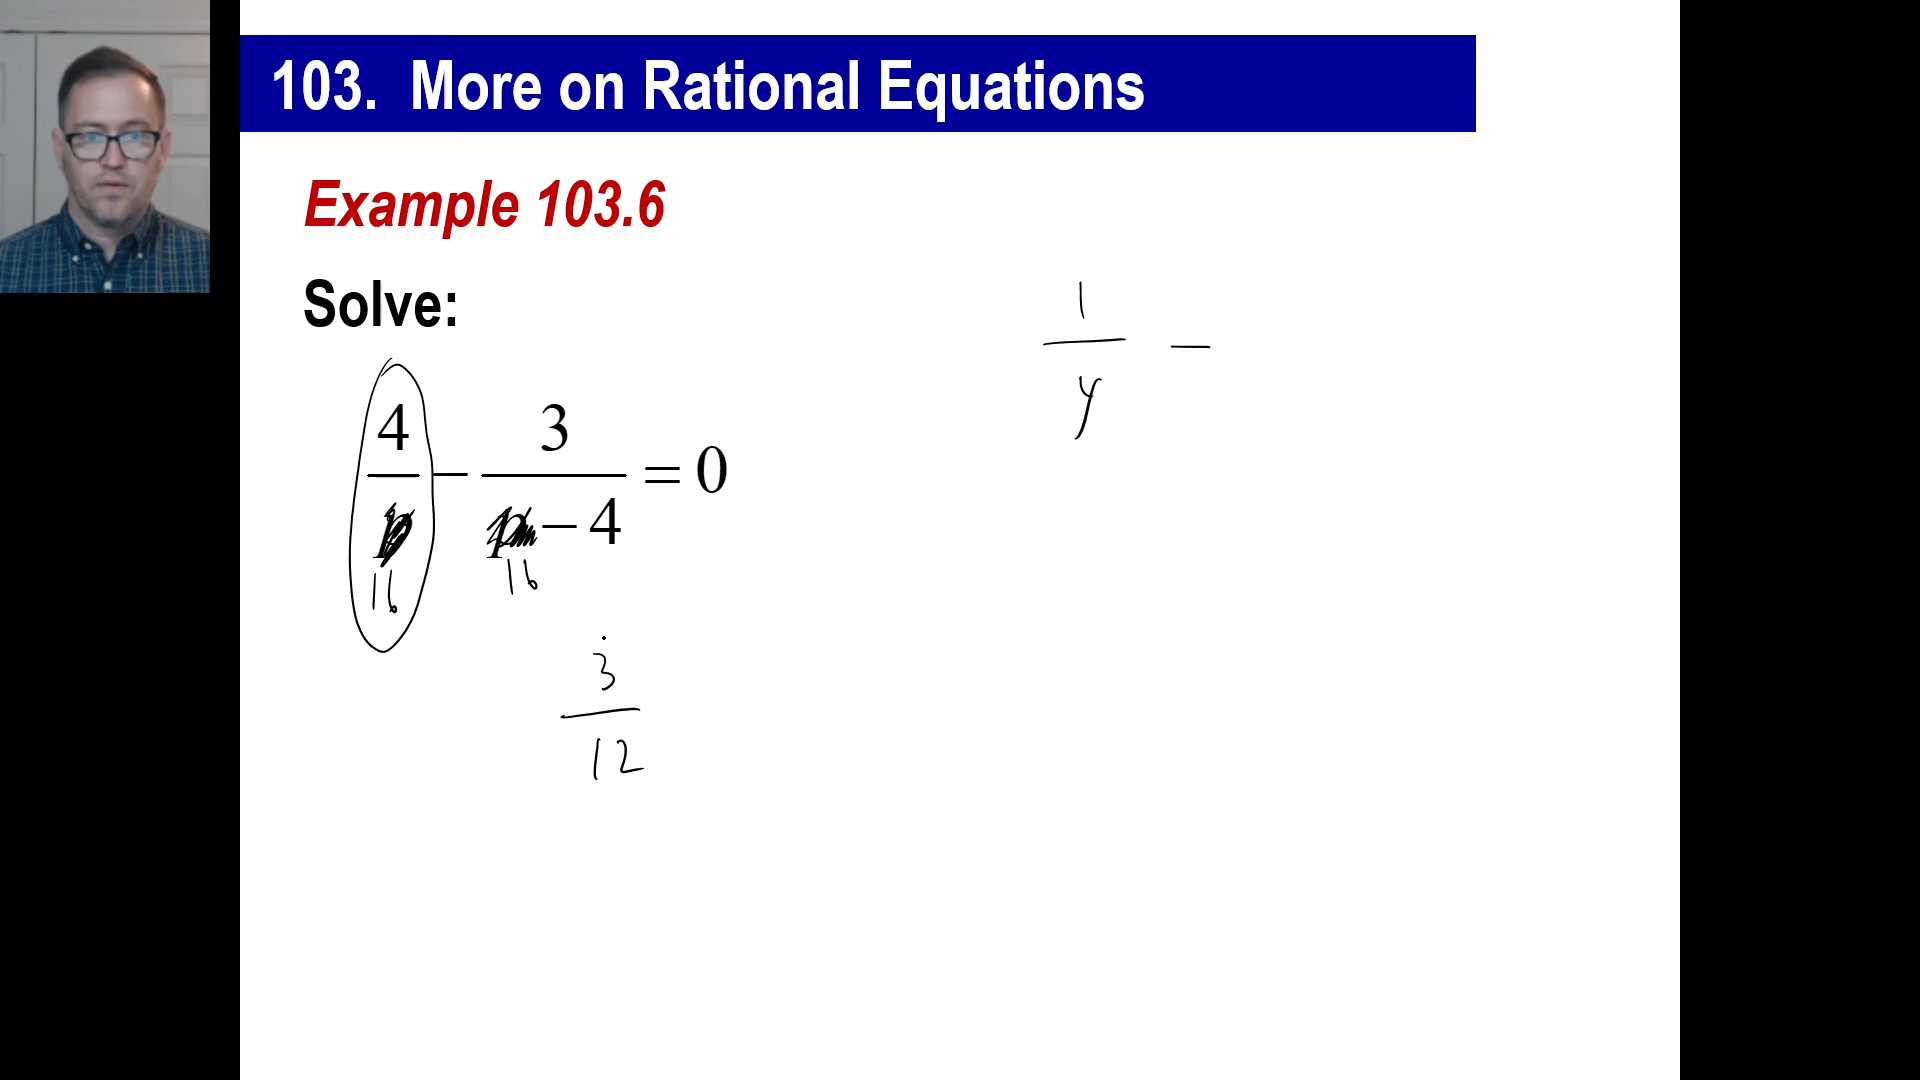 103. More on Rational Equations
Example 103.6
Solve:
4/p − 3/(p − 4) = 0
16 16
3/12
1/4 −